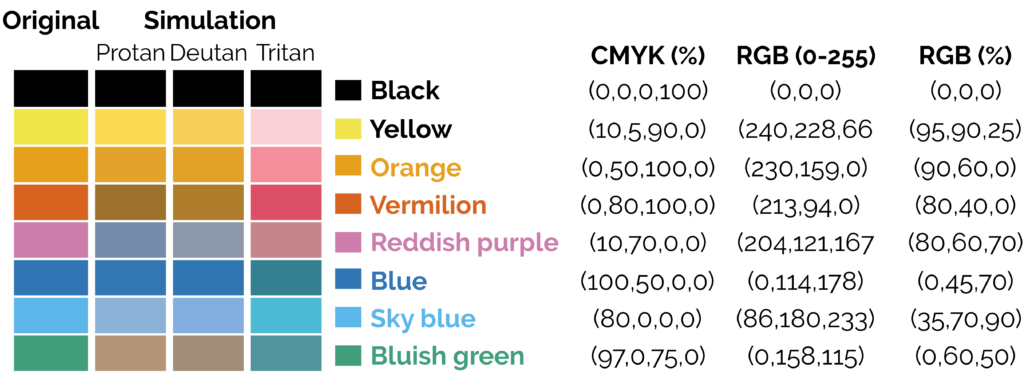 Original Simulation
Protan Deutan Tritan CMYK (%) RGB (0-255) RGB (%)
Black (0,0,0,100) (0,0,0) (0,0,0)
Yellow (10,5,90,0) (240,228,66 (95,90,25)
Orange (0,50,100,0) (230,159,0) (90,60,0)
Vermilion (0,80,100,0) (213,94,0) (80,40,0)
Reddish purple (10,70,0,0) (204,121,167 (80,60,70)
Blue (100,50,0,0) (0,114,178) (0,45,70)
Sky blue (80,0,0,0) (86,180,233) (35,70,90)
Bluish green (97,0,75,0) (0,158,115) (0,60,50)